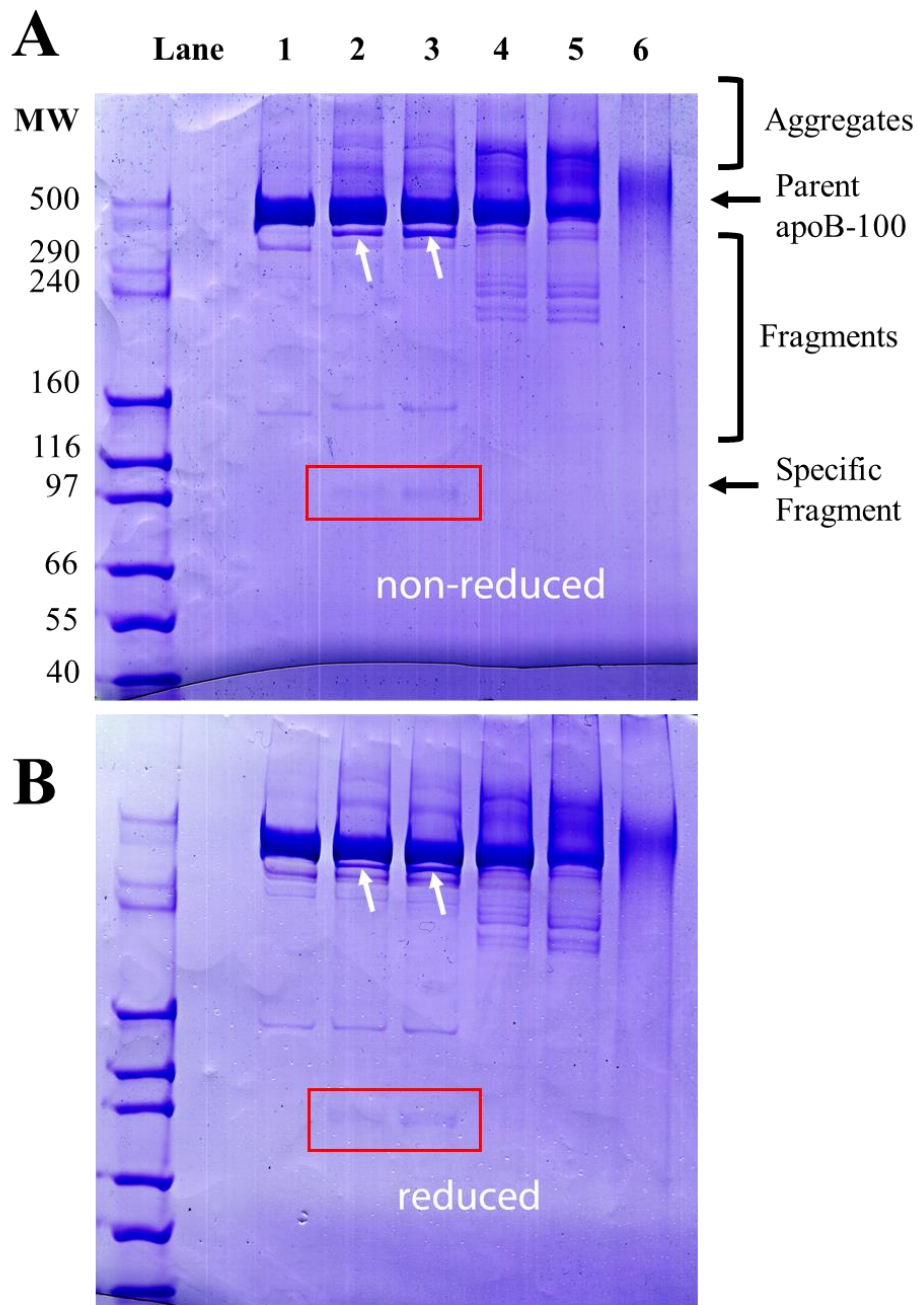 A
Lane 1 2 3 4 5 6
MW
500
290
240
160
116
97
66
55
40
Aggregates
Parent
apoB-100
Fragments
Specific
Fragment
non-reduced
B
reduced